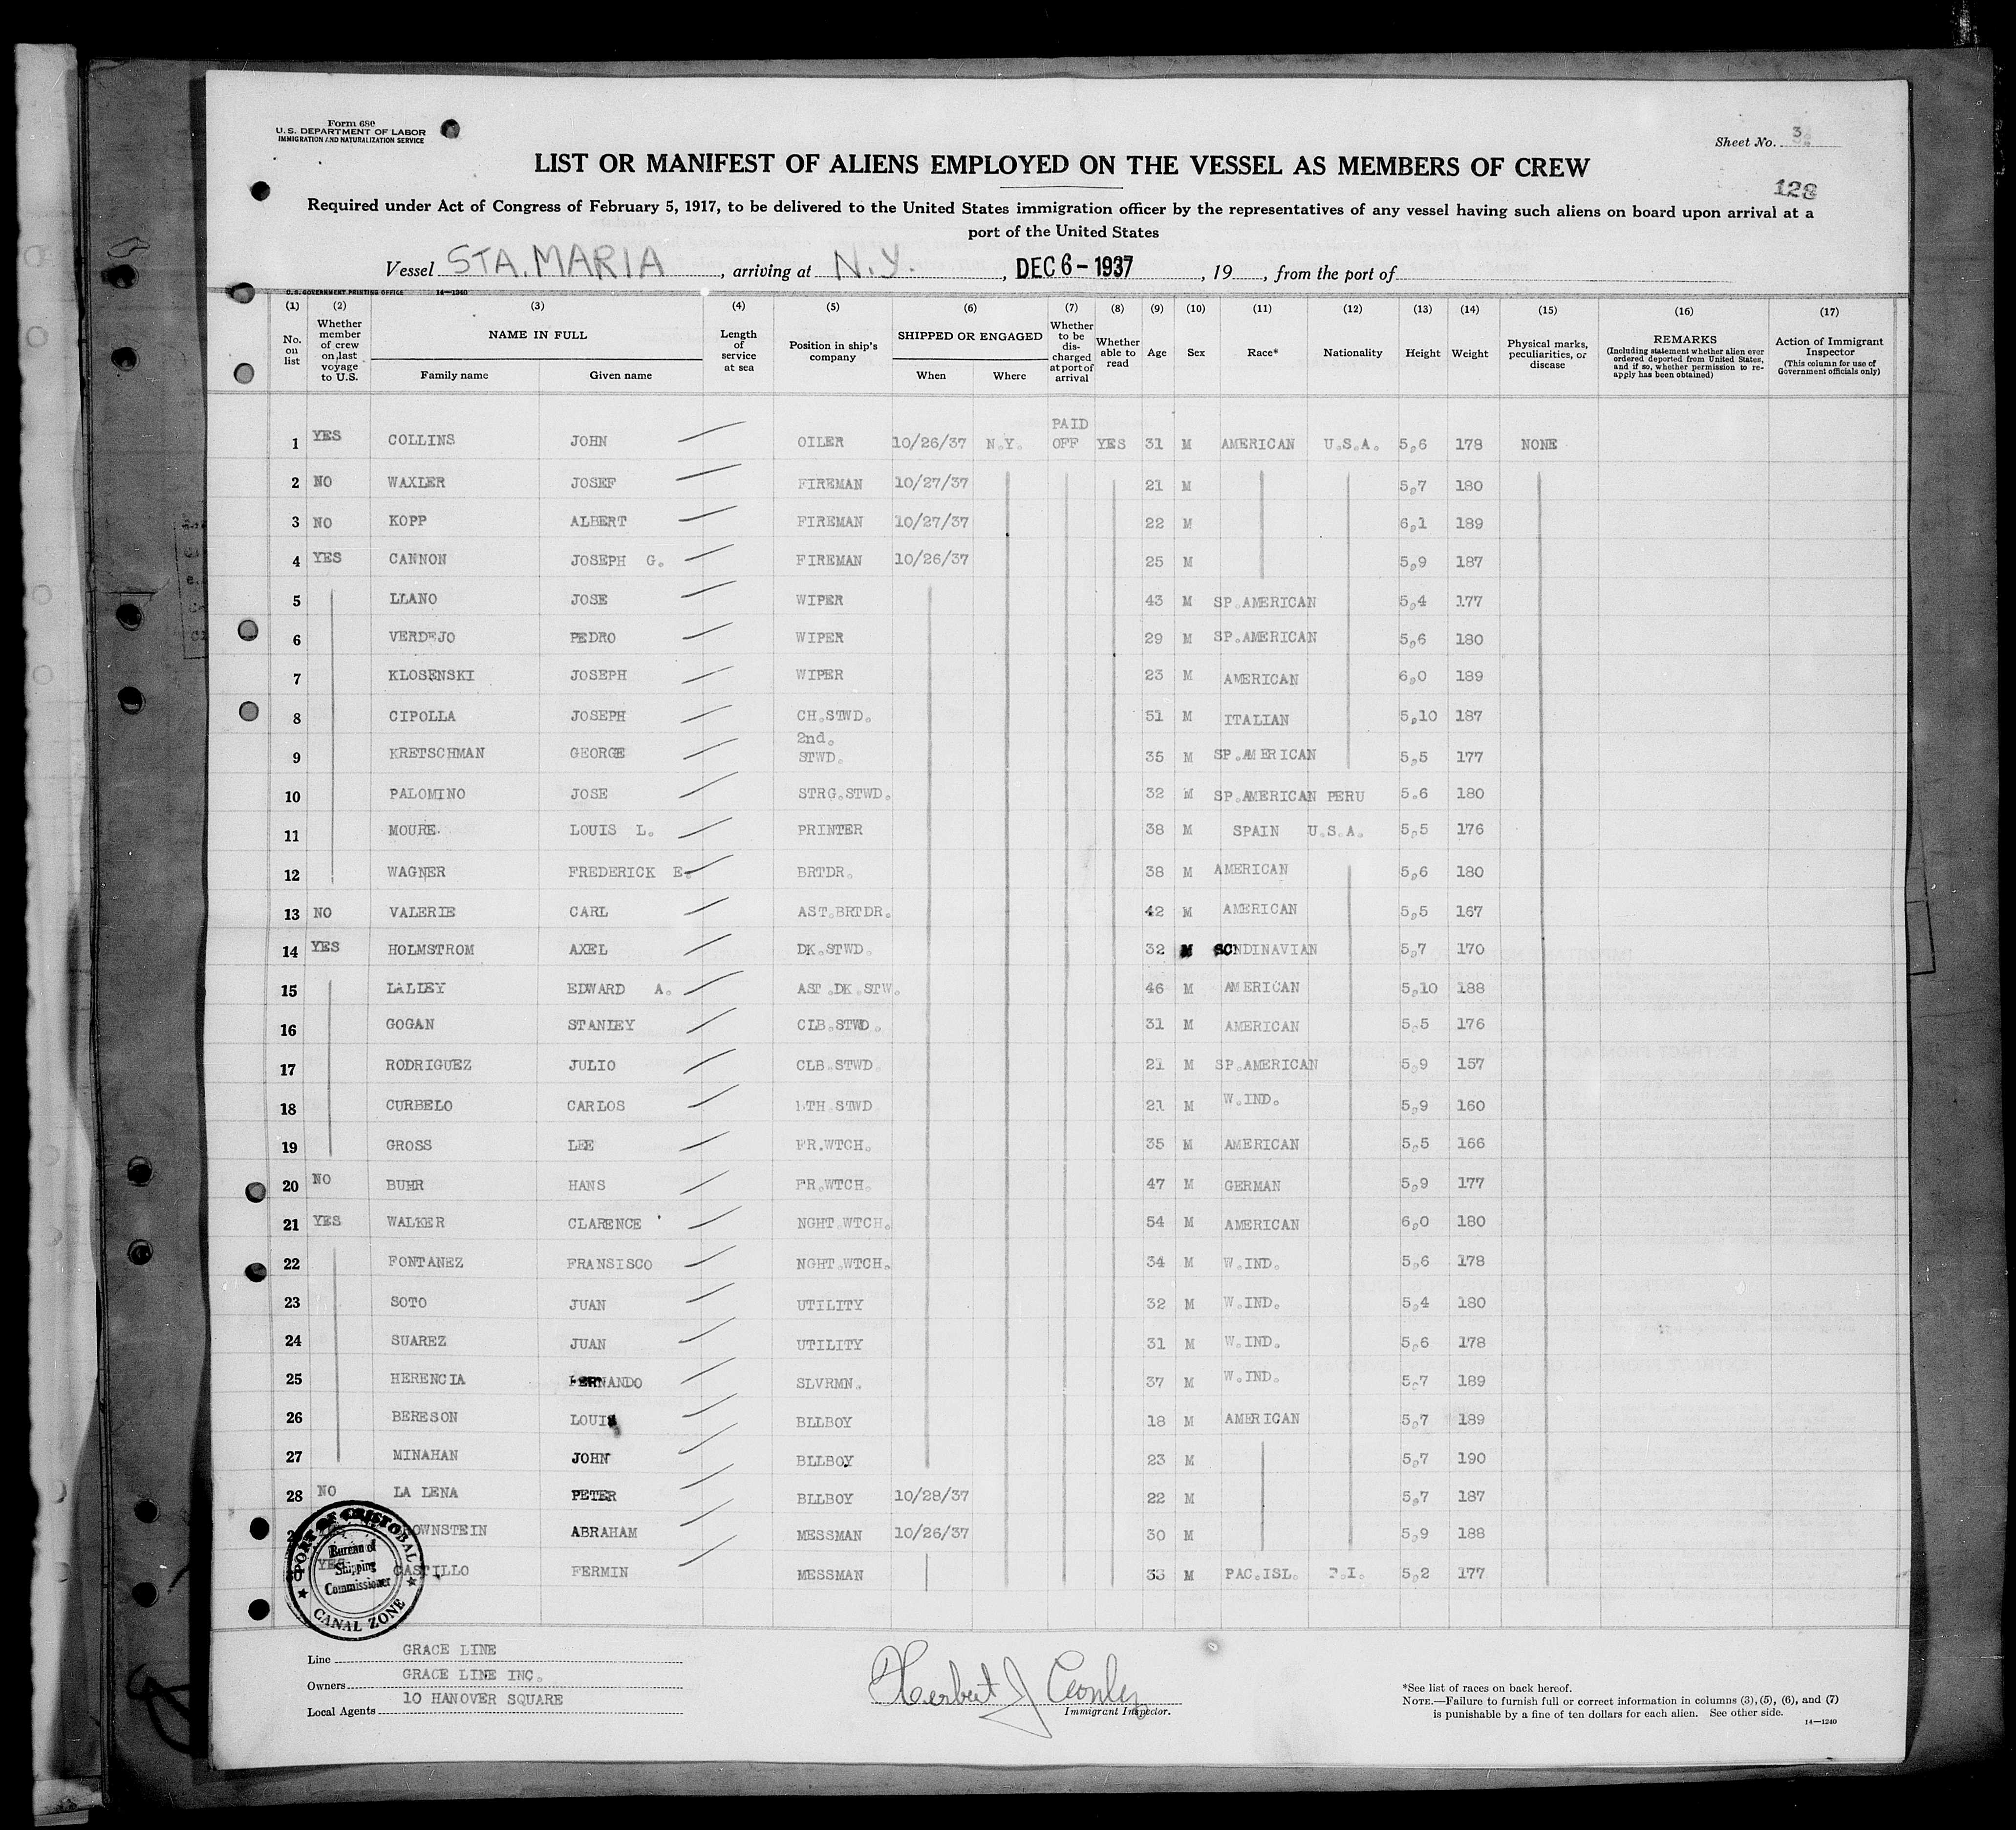 Form 680
U.S. DEPARTMENT OF LABOR
IMMIGRATION AND NATURALIZATION SERVICE
Sheet No. 3
LIST OR MANIFEST OF ALIENS EMPLOYED ON THE VESSEL AS MEMBERS OF CREW
128
Required under Act of Congress of February 5, 1917, to be delivered to the United States immigration officer by the representatives of any vessel having such aliens on board upon arrival at a
port of the United States
Vessel STA. MARIA, arriving at N.Y., DEC 6-1937, 19, from the port of
U.S. GOVERNMENT PRINTING OFFICE 14-1240
(1) (2) (3) (4) (5) (6) (7) (8) (9) (10) (11) (12) (13) (14) (15) (16) (17)
No. on list
Whether member of crew on last voyage to U.S.
NAME IN FULL
Family name Given name
Length of service at sea
Position in ship's company
SHIPPED OR ENGAGED
When Where
Whether to be discharged at port of arrival
Whether able to read
Age Sex Race* Nationality Height Weight
Physical marks, peculiarities, or disease
REMARKS
(Including statement whether alien ever ordered deported from United States, and if so, whether permission to re-apply has been obtained)
Action of Immigrant Inspector
(This column for use of Government officials only)
1 YES COLLINS JOHN OILER 10/26/37 N.Y. PAID OFF YES 31 M AMERICAN U.S.A. 5,6 178 NONE
2 NO WAXLER JOSEF FIREMAN 10/27/37 21 M 5,7 180
3 NO KOPP ALBERT FIREMAN 10/27/37 22 M 6,1 189
4 YES CANNON JOSEPH G. FIREMAN 10/26/37 25 M 5,9 187
5 LLANO JOSE WIPER 43 M SP.AMERICAN 5,4 177
6 VERDEJO PEDRO WIPER 29 M SP.AMERICAN 5,6 180
7 KLOSENSKI JOSEPH WIPER 23 M AMERICAN 6,0 189
8 CIPOLLA JOSEPH CH.STWD. 51 M ITALIAN 5,10 187
9 KRETSCHMAN GEORGE 2nd. STWD. 35 M SP.AMERICAN 5,5 177
10 PALOMINO JOSE STRG.STWD. 32 M SP.AMERICAN PERU 5.6 180
11 MOURE LOUIS L. PRINTER 38 M SPAIN U.S.A. 5,5 176
12 WAGNER FREDERICK E. BRTDR. 38 M AMERICAN 5,6 180
13 NO VALERIE CARL AST.BRTDR. 42 M AMERICAN 5,5 167
14 YES HOLMSTROM AXEL DK.STWD. 32 M SCNDINAVIAN 5,7 170
15 LALLEY EDWARD A. AST.DK.STW. 46 M AMERICAN 5,10 188
16 GOGAN STANLEY CLB.STWD. 31 M AMERICAN 5,5 176
17 RODRIGUEZ JULIO CLB.STWD. 21 M SP.AMERICAN 5,9 157
18 CURBELO CARLOS BTH.STWD 21 M W.IND. 5,9 160
19 GROSS LEE FR.WTCH. 35 M AMERICAN 5,5 166
20 NO BUHR HANS FR.WTCH. 47 M GERMAN 5,9 177
21 YES WALKER CLARENCE NGHT.WTCH. 54 M AMERICAN 6,0 180
22 FONTANEZ FRANSISCO NGHT.WTCH. 34 M W.IND. 5,6 178
23 SOTO JUAN UTILITY 32 M W.IND. 5,4 180
24 SUAREZ JUAN UTILITY 31 M W.IND. 5,6 178
25 HERENCIA FERNANDO SLVRMN. 37 M W.IND. 5,7 189
26 BERESON LOUIS BLLBOY 18 M AMERICAN 5,7 189
27 MINAHAN JOHN BLLBOY 23 M 5,7 190
28 NO LA LENA PETER BLLBOY 10/28/37 22 M 5,7 187
ABRAHAM MESSMAN 10/26/37 30 M 5,9 188
YES CASTILLO FERMIN MESSMAN 33 M PAC.ISL. P.I. 5,2 177
PORT OF CRISTOBAL
Bureau of
Shipping
Commissioner
CANAL ZONE
Line GRACE LINE
Owners GRACE LINE INC.
Local Agents 10 HANOVER SQUARE
Herbert J
Immigrant Inspector.
*See list of races on back hereof.
NOTE.—Failure to furnish full or correct information in columns (3), (5), (6), and (7)
is punishable by a fine of ten dollars for each alien. See other side.
14-1240